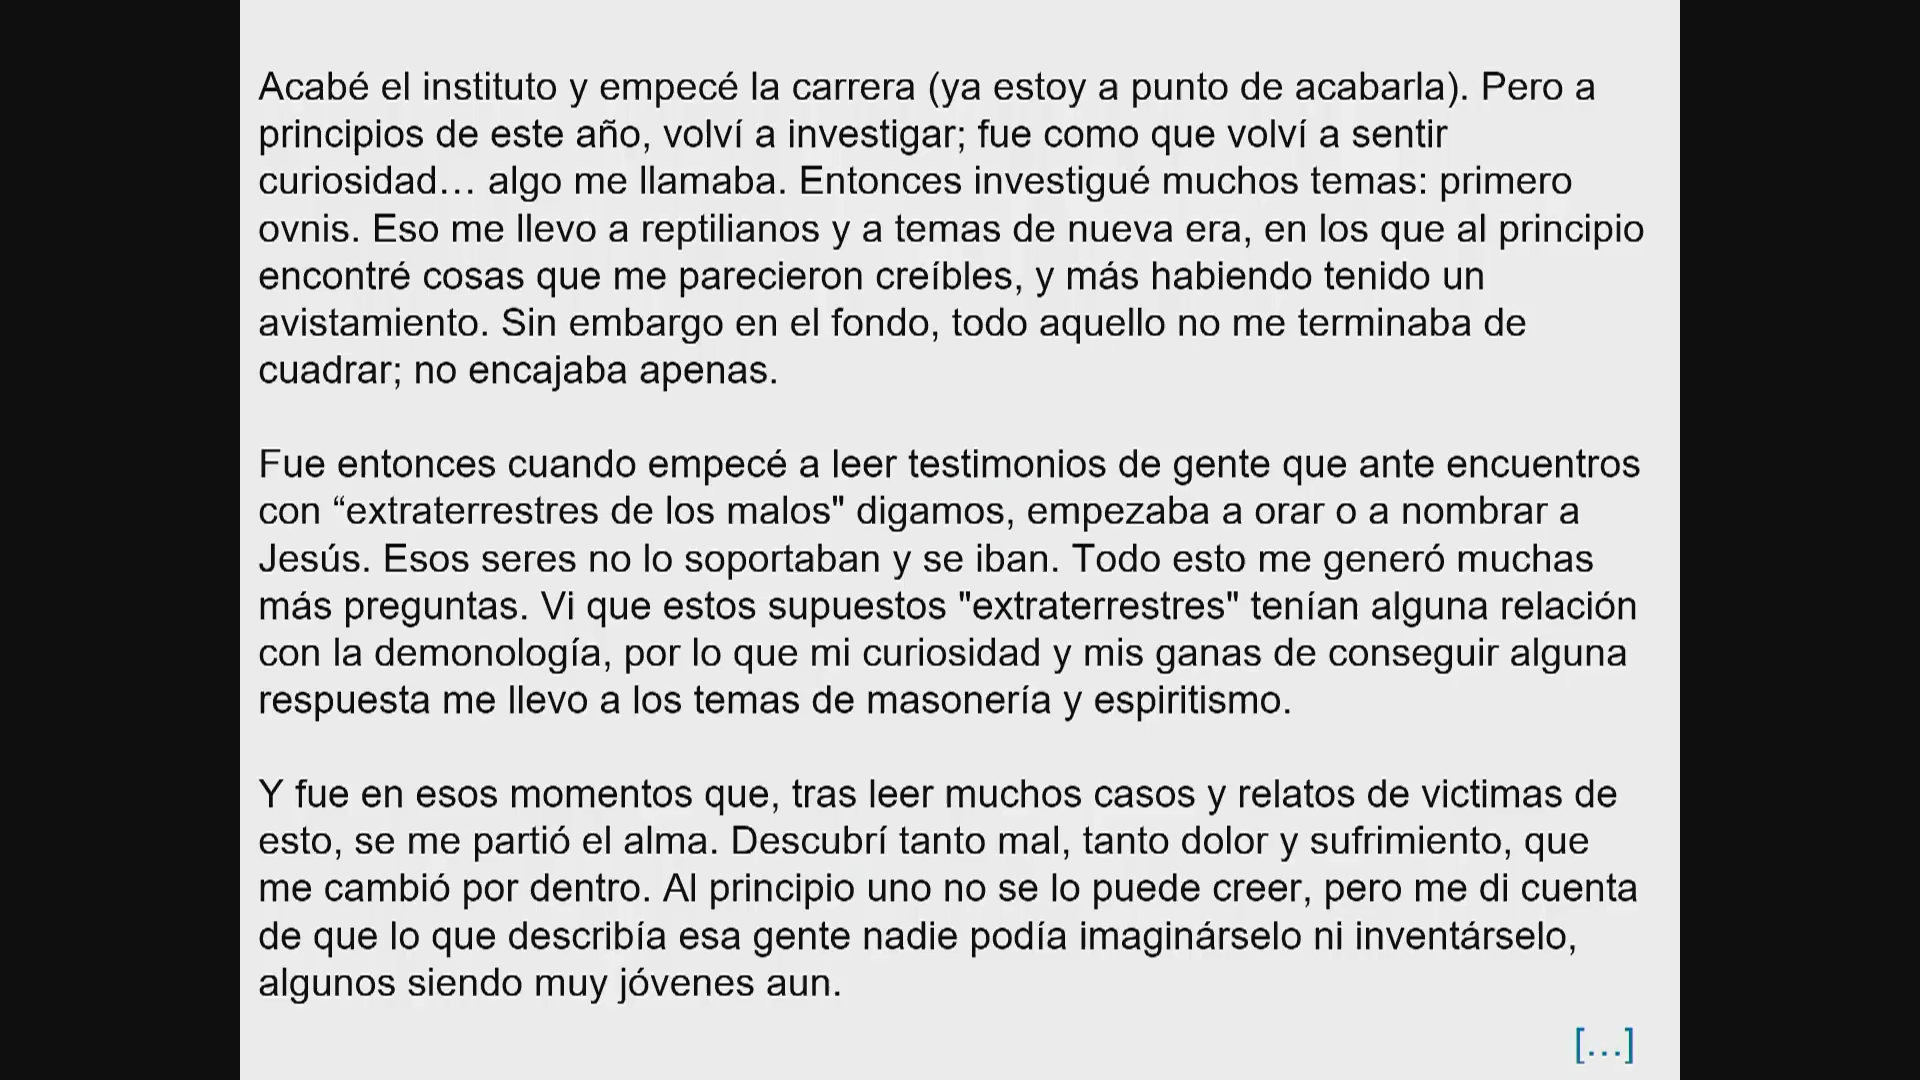 Acabé el instituto y empecé la carrera (ya estoy a punto de acabarla). Pero a
principios de este año, volví a investigar; fue como que volví a sentir
curiosidad… algo me llamaba. Entonces investigué muchos temas: primero
ovnis. Eso me llevo a reptilianos y a temas de nueva era, en los que al principio
encontré cosas que me parecieron creíbles, y más habiendo tenido un
avistamiento. Sin embargo en el fondo, todo aquello no me terminaba de
cuadrar; no encajaba apenas.
Fue entonces cuando empecé a leer testimonios de gente que ante encuentros
con “extraterrestres de los malos" digamos, empezaba a orar o a nombrar a
Jesús. Esos seres no lo soportaban y se iban. Todo esto me generó muchas
más preguntas. Vi que estos supuestos "extraterrestres" tenían alguna relación
con la demonología, por lo que mi curiosidad y mis ganas de conseguir alguna
respuesta me llevo a los temas de masonería y espiritismo.
Y fue en esos momentos que, tras leer muchos casos y relatos de victimas de
esto, se me partió el alma. Descubrí tanto mal, tanto dolor y sufrimiento, que
me cambió por dentro. Al principio uno no se lo puede creer, pero me di cuenta
de que lo que describía esa gente nadie podía imaginárselo ni inventárselo,
algunos siendo muy jóvenes aun.
[…]